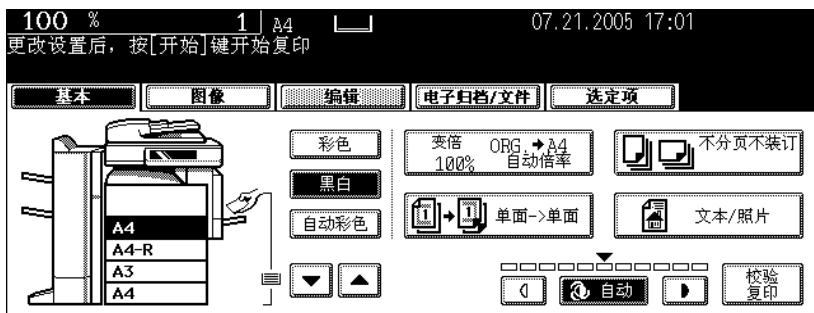 100 % 1 A4 07.21.2005 17:01
更改设置后, 按[开始]键开始复印
基本 图像 编辑 电子归档/文件 选定项
彩色
黑白
自动彩色
变倍 ORG.➔A4
100% 自动倍率
不分页不装订
1➔1 单面->单面
文本/照片
A4
A4-R
A3
A4
自动
校验
复印